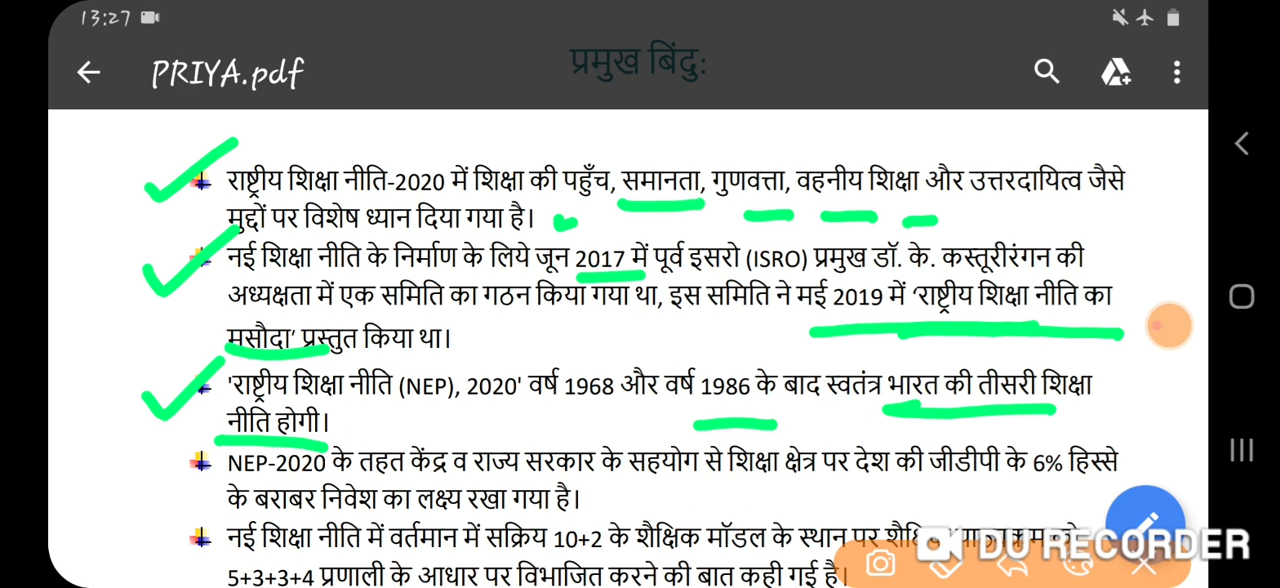 13:27
प्रमुख बिंदु:
PRIYA.pdf
राष्ट्रीय शिक्षा नीति-2020 में शिक्षा की पहुँच, समानता, गुणवत्ता, वहनीय शिक्षा और उत्तरदायित्व जैसे
मुद्दों पर विशेष ध्यान दिया गया है।
नई शिक्षा नीति के निर्माण के लिये जून 2017 में पूर्व इसरो (ISRO) प्रमुख डॉ. के. कस्तूरीरंगन की
अध्यक्षता में एक समिति का गठन किया गया था, इस समिति ने मई 2019 में ‘राष्ट्रीय शिक्षा नीति का
मसौदा’ प्रस्तुत किया था।
'राष्ट्रीय शिक्षा नीति (NEP), 2020' वर्ष 1968 और वर्ष 1986 के बाद स्वतंत्र भारत की तीसरी शिक्षा
नीति होगी।
NEP-2020 के तहत केंद्र व राज्य सरकार के सहयोग से शिक्षा क्षेत्र पर देश की जीडीपी के 6% हिस्से
के बराबर निवेश का लक्ष्य रखा गया है।
नई शिक्षा नीति में वर्तमान में सक्रिय 10+2 के शैक्षिक मॉडल के स्थान पर
5+3+3+4 प्रणाली के आधार पर विभाजित करने की बात कही गई है।
DU RECORDER